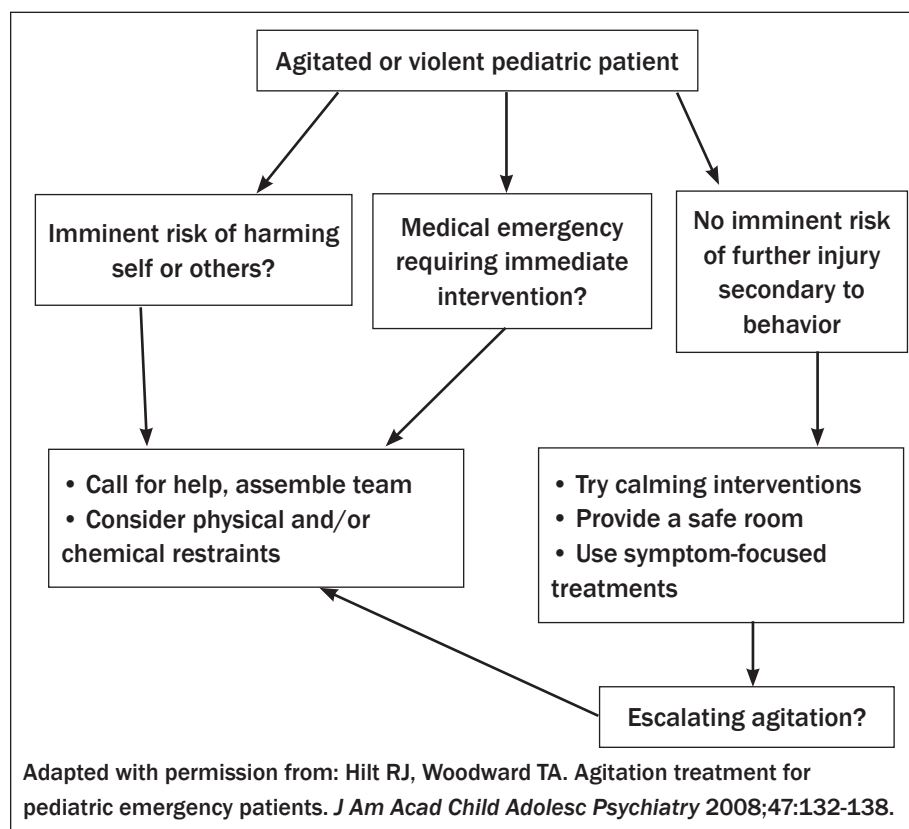 Agitated or violent pediatric patient
Imminent risk of harming
self or others?
Medical emergency
requiring immediate
intervention?
No imminent risk
of further injury
secondary to
behavior
• Call for help, assemble team
• Consider physical and/or
chemical restraints
• Try calming interventions
• Provide a safe room
• Use symptom-focused
treatments
Escalating agitation?
Adapted with permission from: Hilt RJ, Woodward TA. Agitation treatment for
pediatric emergency patients. J Am Acad Child Adolesc Psychiatry 2008;47:132-138.